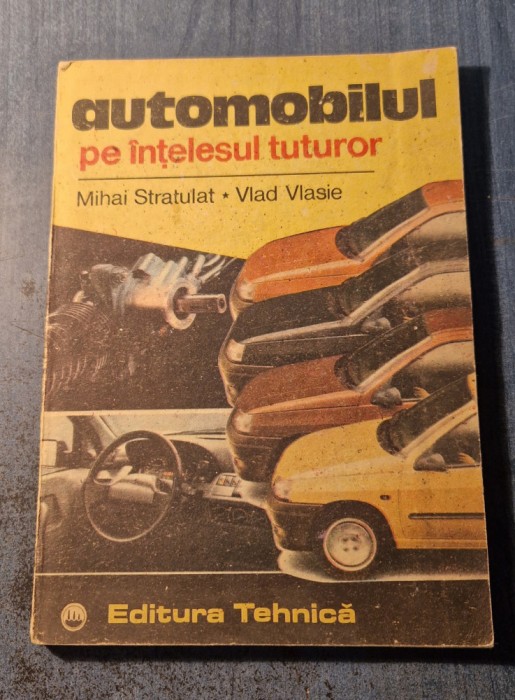 automobilul
pe înțelesul tuturor
Mihai Stratulat * Vlad Vlasie
Editura Tehnică